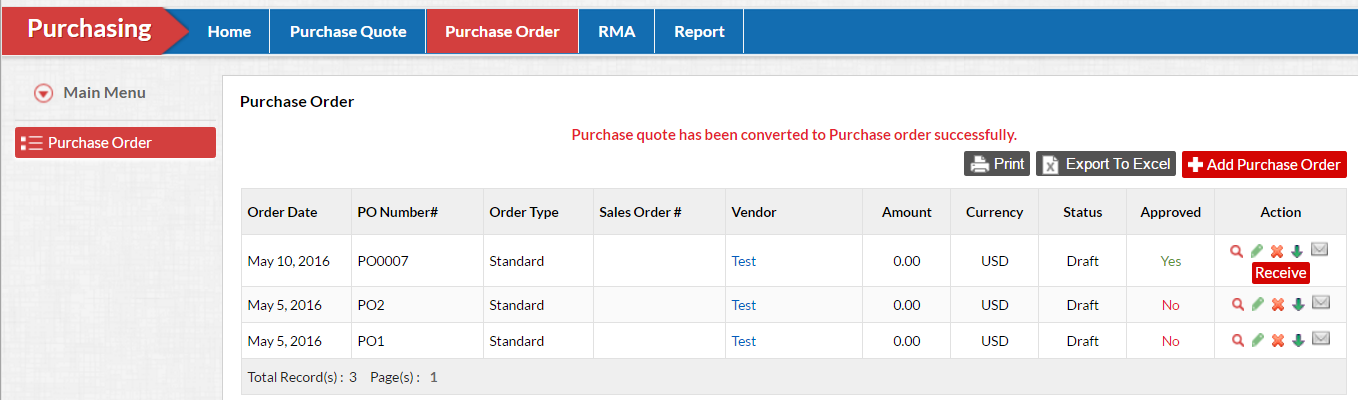 Purchasing Home Purchase Quote Purchase Order RMA Report
Main Menu
Purchase Order
Purchase Order
Purchase quote has been converted to Purchase order successfully.
Print Export To Excel Add Purchase Order
Order Date PO Number# Order Type Sales Order # Vendor Amount Currency Status Approved Action
May 10, 2016 PO0007 Standard Test 0.00 USD Draft Yes
Receive
May 5, 2016 PO2 Standard Test 0.00 USD Draft No
May 5, 2016 PO1 Standard Test 0.00 USD Draft No
Total Record(s) : 3 Page(s) : 1